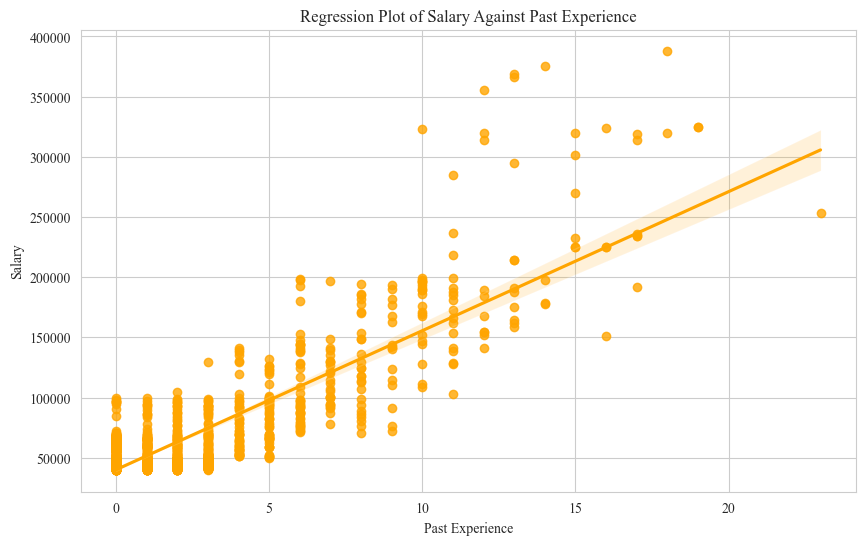 Regression Plot of Salary Against Past Experience
400000
350000
300000
250000
200000
150000
100000
50000
Salary
0 5 10 15 20
Past Experience